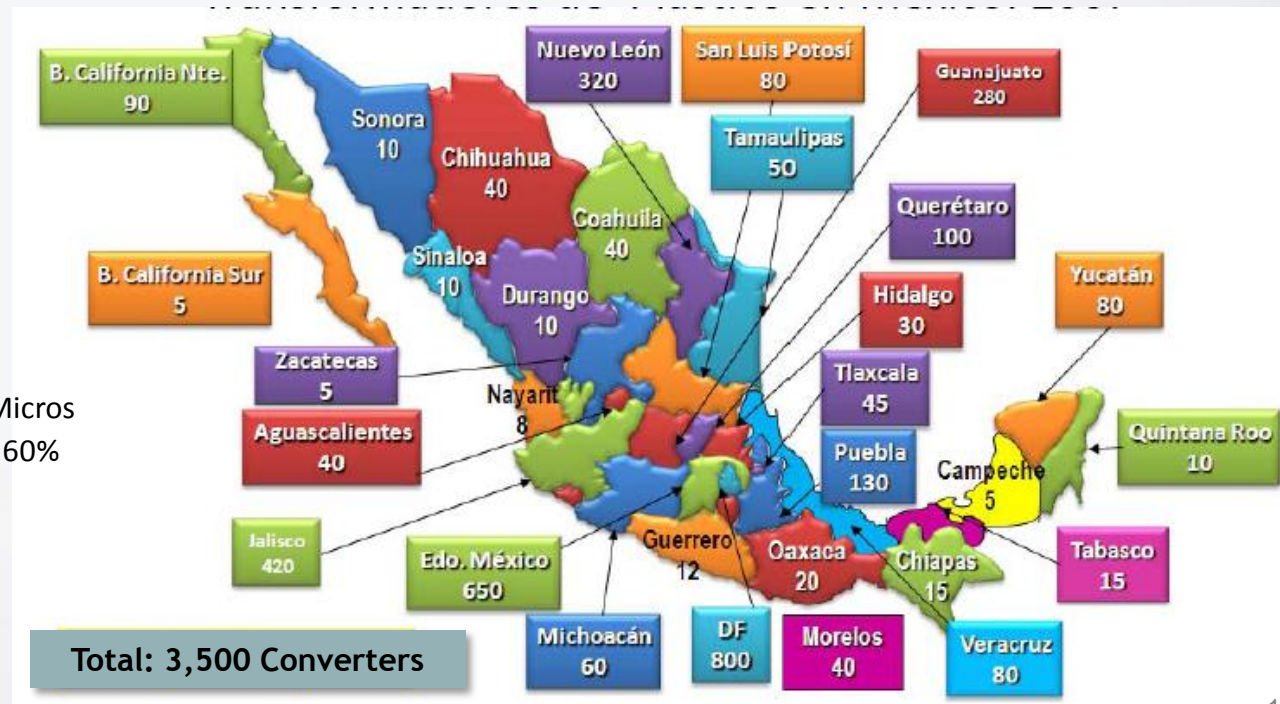 B. California Nte.
90
Sonora
10
Chihuahua
40
Nuevo León
320
San Luis Potosí
80
Guanajuato
280
Tamaulipas
50
Coahuila
40
Querétaro
100
B. California Sur
5
Sinaloa
10
Durango
10
Hidalgo
30
Yucatán
80
Zacatecas
5
Nayarit
8
Tlaxcala
45
Micros
60%
Aguascalientes
40
Puebla
130
Campeche
5
Quintana Roo
10
Jalisco
420
Edo. México
650
Guerrero
12
Oaxaca
20
Chiapas
15
Tabasco
15
Michoacán
60
DF
800
Morelos
40
Veracruz
80
Total: 3,500 Converters